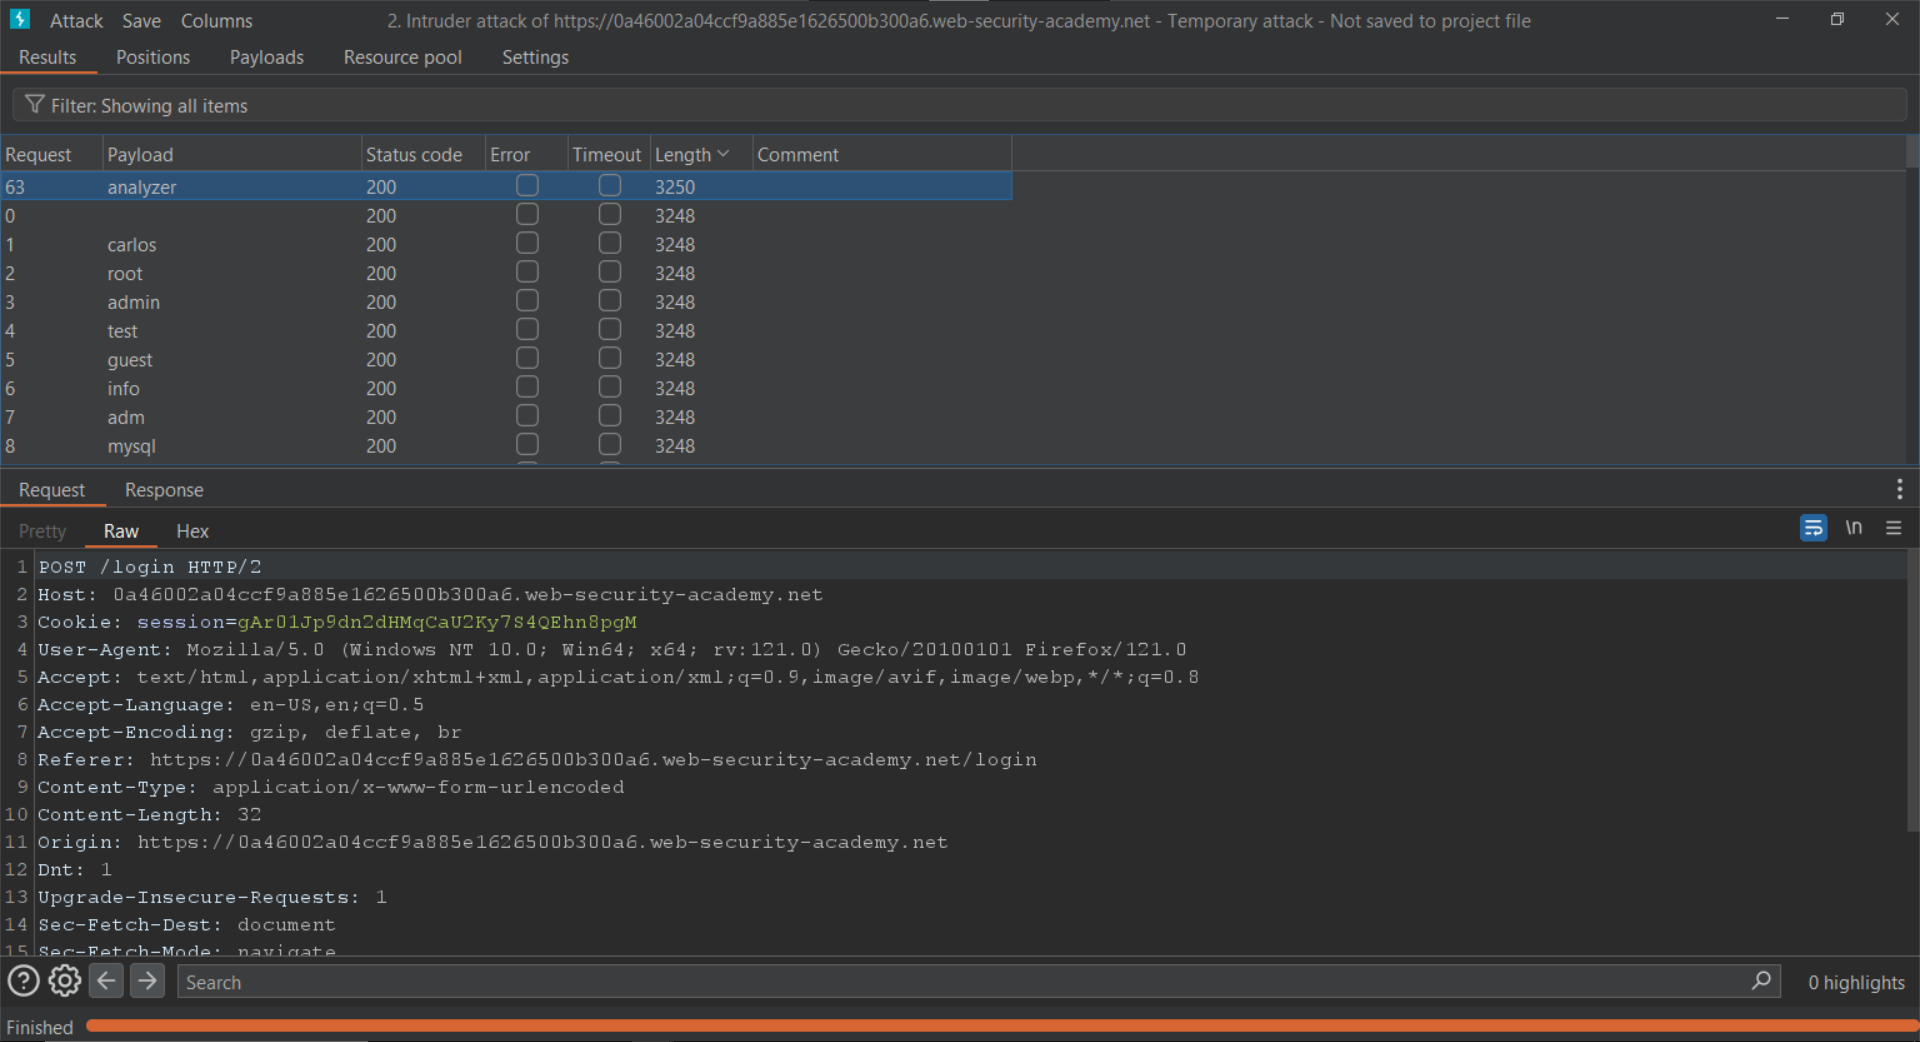 Attack Save Columns 2. Intruder attack of https://0a46002a04ccf9a885e1626500b300a6.web-security-academy.net - Temporary attack - Not saved to project file
Results Positions Payloads Resource pool Settings
Filter: Showing all items
Request Payload Status code Error Timeout Length Comment
63 analyzer 200 3250
0 200 3248
1 carlos 200 3248
2 root 200 3248
3 admin 200 3248
4 test 200 3248
5 guest 200 3248
6 info 200 3248
7 adm 200 3248
8 mysql 200 3248
Request Response
Pretty Raw Hex \n
1 POST /login HTTP/2
2 Host: 0a46002a04ccf9a885e1626500b300a6.web-security-academy.net
3 Cookie: session=gAr01Jp9dn2dHMqCaU2Ky7S4QEhn8pgM
4 User-Agent: Mozilla/5.0 (Windows NT 10.0; Win64; x64; rv:121.0) Gecko/20100101 Firefox/121.0
5 Accept: text/html,application/xhtml+xml,application/xml;q=0.9,image/avif,image/webp,*/*;q=0.8
6 Accept-Language: en-US,en;q=0.5
7 Accept-Encoding: gzip, deflate, br
8 Referer: https://0a46002a04ccf9a885e1626500b300a6.web-security-academy.net/login
9 Content-Type: application/x-www-form-urlencoded
10 Content-Length: 32
11 Origin: https://0a46002a04ccf9a885e1626500b300a6.web-security-academy.net
12 Dnt: 1
13 Upgrade-Insecure-Requests: 1
14 Sec-Fetch-Dest: document
15 Sec-Fetch-Mode: navigate
Search 0 highlights
Finished